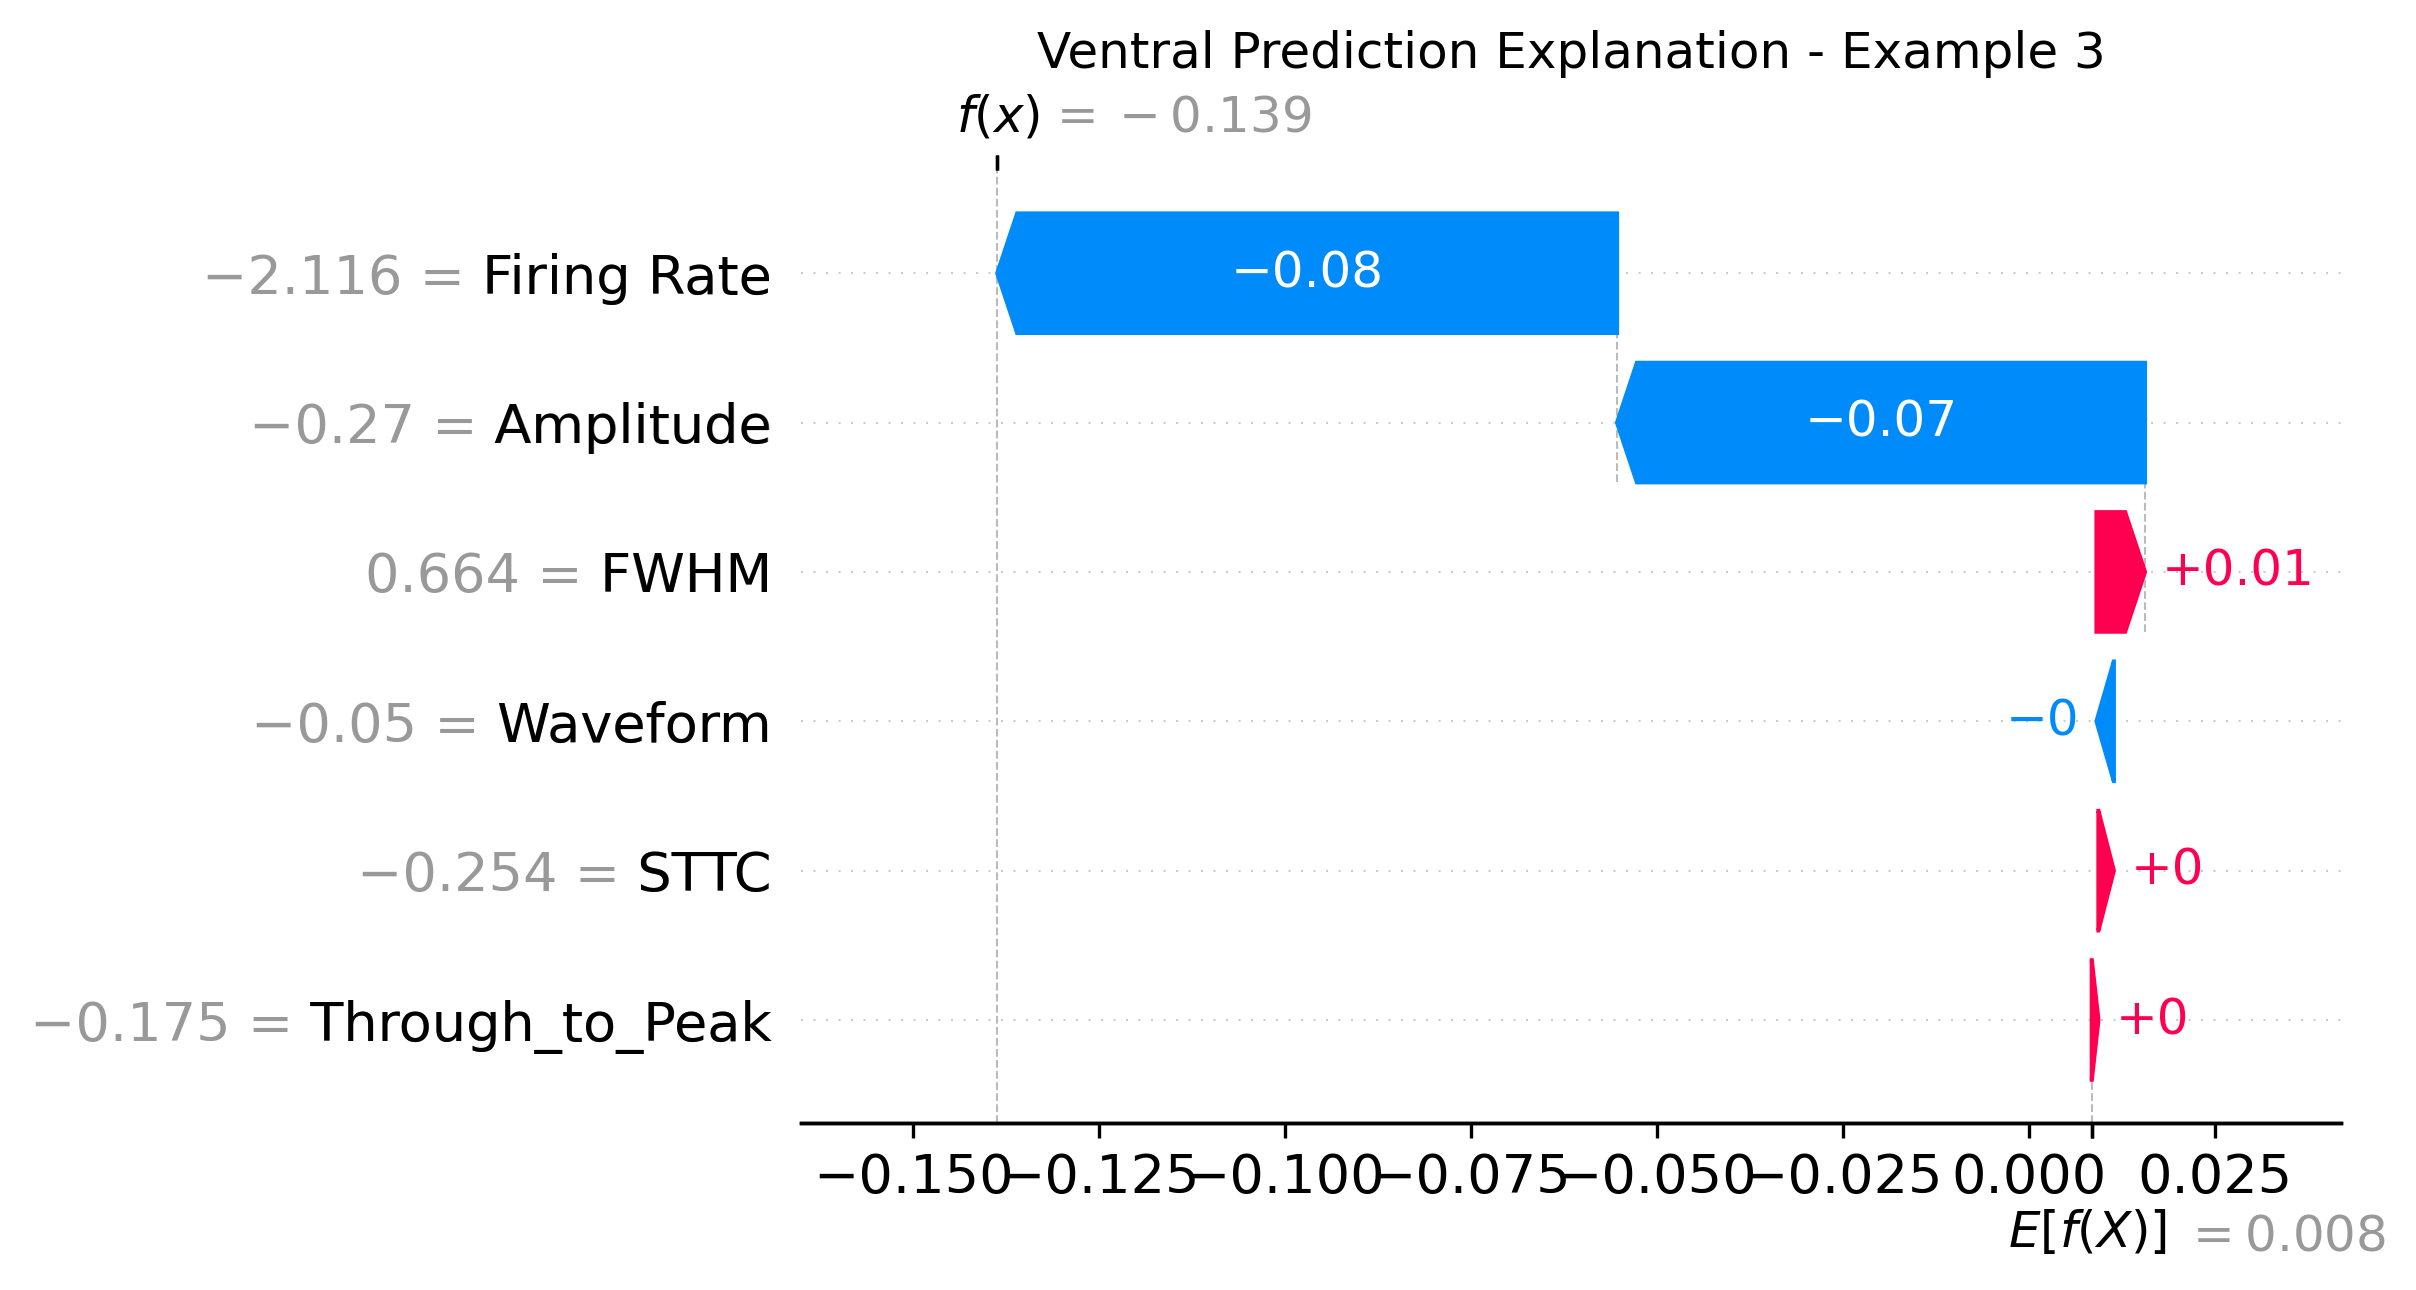 Ventral Prediction Explanation - Example 3
f(x) = −0.139
−2.116 = Firing Rate
−0.08
−0.27 = Amplitude
−0.07
0.664 = FWHM
+0.01
−0.05 = Waveform
−0
−0.254 = STTC
+0
−0.175 = Through_to_Peak
+0
−0.150 −0.125 −0.100 −0.075 −0.050 −0.025 0.000 0.025
E[f(X)] = 0.008